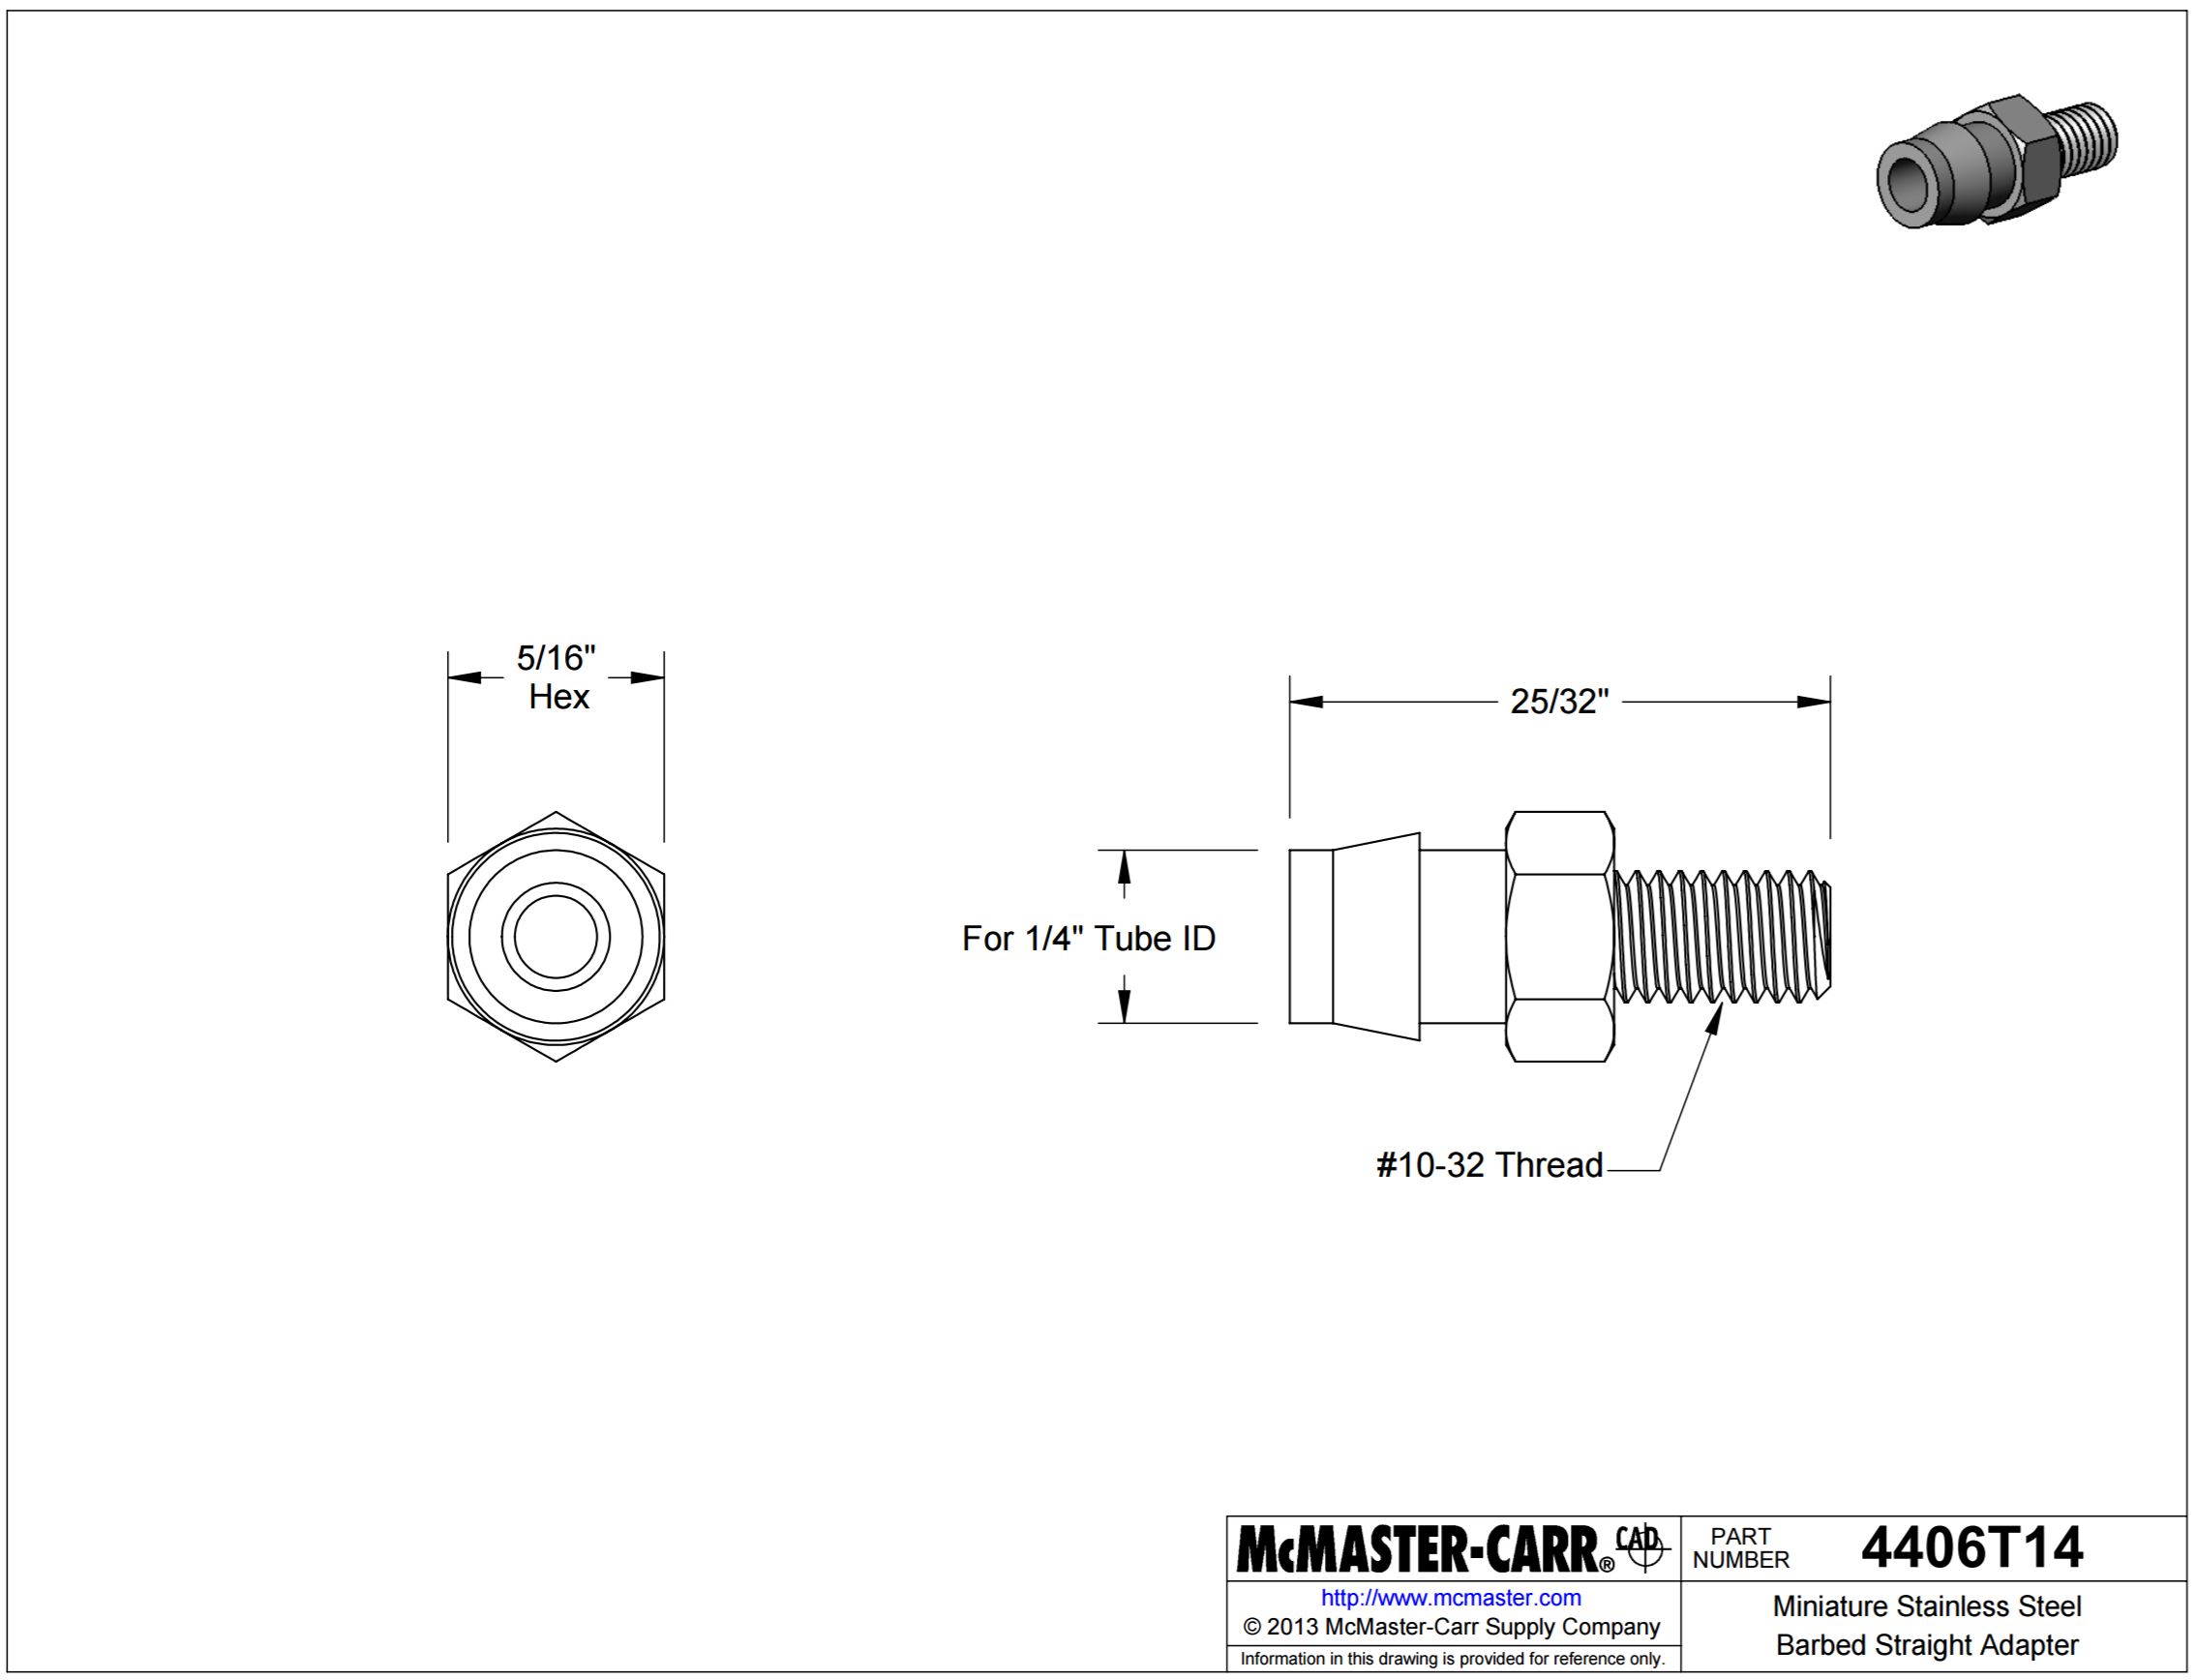 5/16"
Hex
25/32"
For 1/4" Tube ID
#10-32 Thread
McMASTER-CARR® CAD
http://www.mcmaster.com
© 2013 McMaster-Carr Supply Company
Information in this drawing is provided for reference only.
PART
NUMBER
4406T14
Miniature Stainless Steel
Barbed Straight Adapter